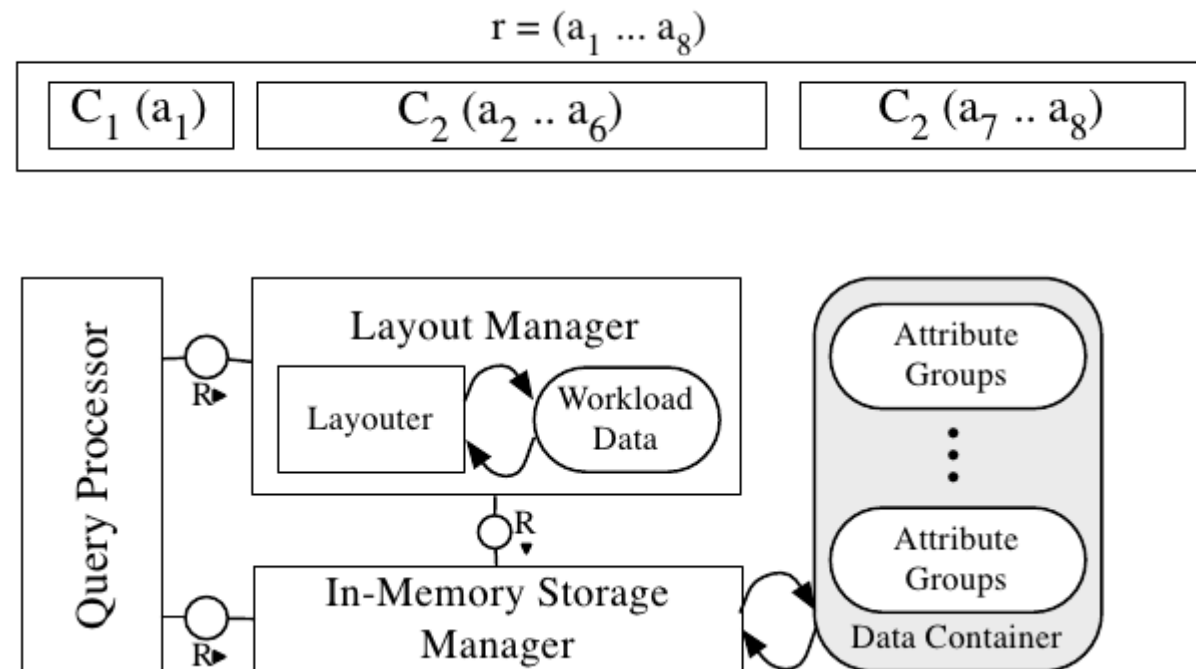 r = (a₁ ... a₈)
C₁ (a₁)
C₂ (a₂ .. a₆)
C₂ (a₇ .. a₈)
Query Processor
R
Layout Manager
Layouter
Workload
Data
R
R
In-Memory Storage
Manager
Attribute
Groups
Attribute
Groups
Data Container